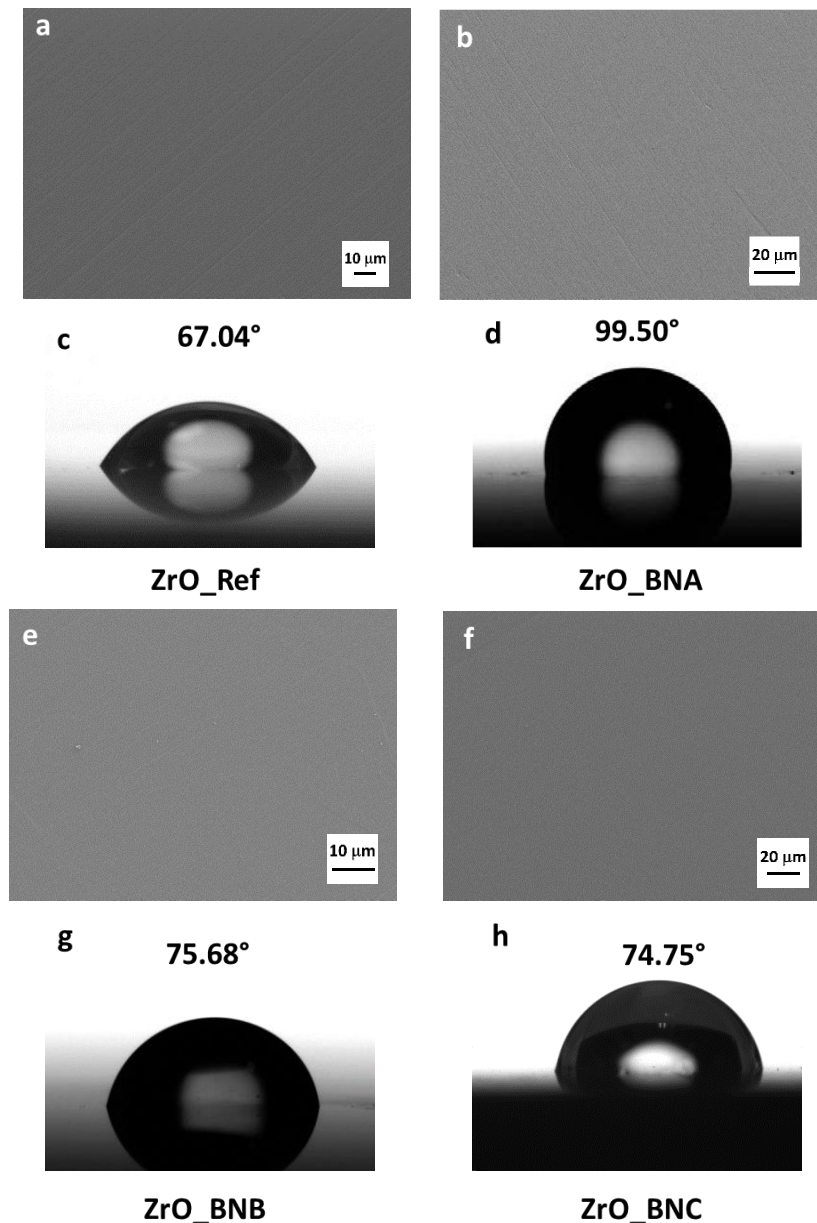 a
b
10 μm
20 μm
c
67.04°
d
99.50°
ZrO_Ref
ZrO_BNA
e
f
10 μm
20 μm
g
75.68°
h
74.75°
ZrO_BNB
ZrO_BNC